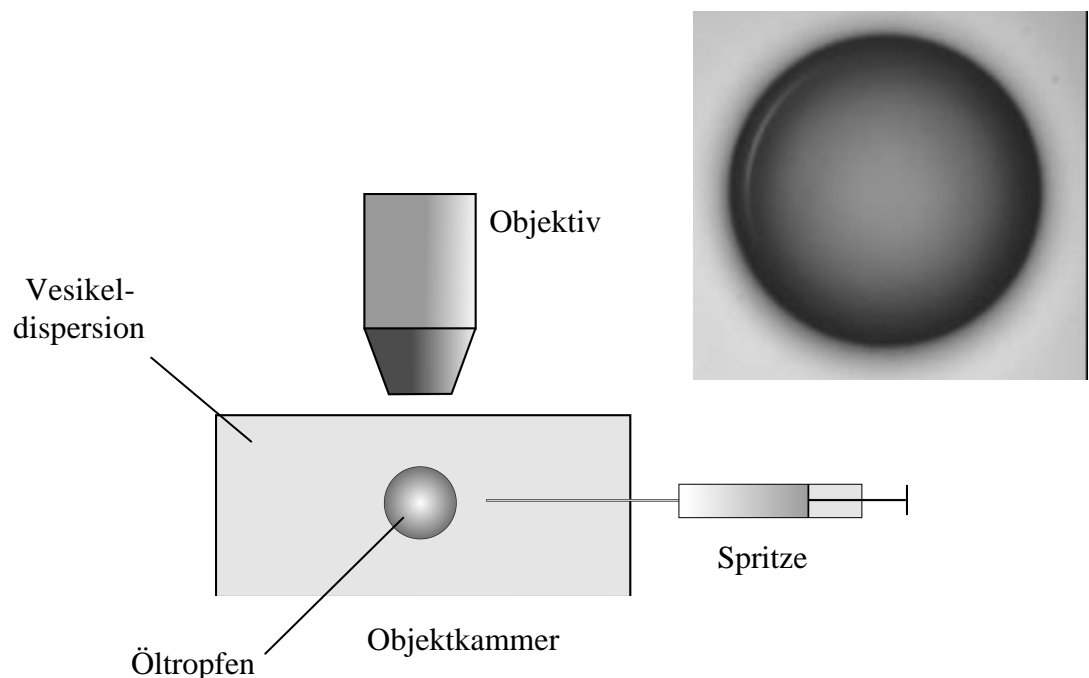 Objektiv
Vesikel-
dispersion
Spritze
Objektkammer
Öltropfen